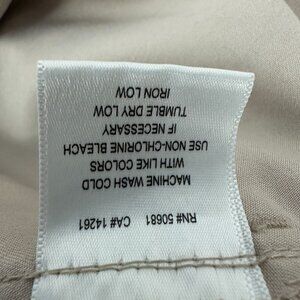 RN# 50681 CA# 14261
MACHINE WASH COLD
WITH LIKE COLORS
USE NON-CHLORINE BLEACH
IF NECESSARY
TUMBLE DRY LOW
IRON LOW